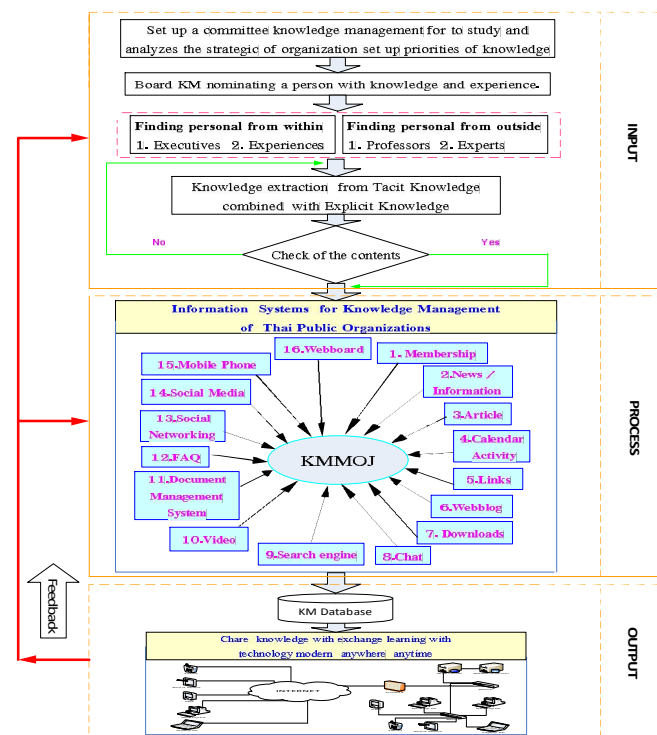 Set up a committee knowledge management for to study and
analyzes the strategic of organization set up priorities of knowledge
Board KM nominating a person with knowledge and experience.
Finding personal from within
1. Executives 2. Experiences
Finding personal from outside
1. Professors 2. Experts
Knowledge extraction from Tacit Knowledge
combined with Explicit Knowledge
No
Yes
Check of the contents
INPUT
Information Systems for Knowledge Management
of Thai Public Organizations
16.Webboard
1. Membership
15.Mobile Phone
2.News /
Information
14.Social Media
3.Article
13.Social
Networking
4.Calendar
Activity
12.FAQ
KMMOJ
5.Links
11.Document
Management
System
6.Webblog
7. Downloads
10.Video
9.Search engine
8.Chat
PROCESS
Feedback
KM Database
Chare knowledge with exchange learning with
technology modern anywhere anytime
INTERNET
OUTPUT